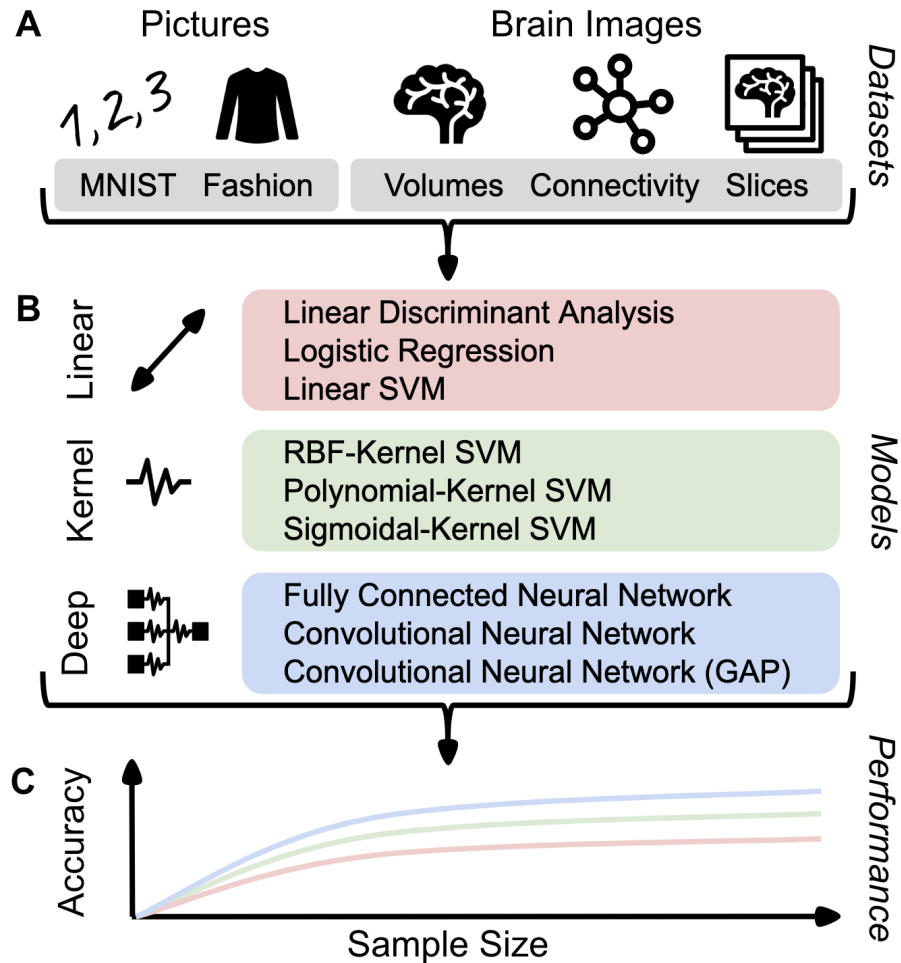 A
Pictures
Brain Images
1, 2, 3
MNIST Fashion
Volumes Connectivity Slices
Datasets
B
Linear
Linear Discriminant Analysis
Logistic Regression
Linear SVM
Kernel
RBF-Kernel SVM
Polynomial-Kernel SVM
Sigmoidal-Kernel SVM
Models
Deep
Fully Connected Neural Network
Convolutional Neural Network
Convolutional Neural Network (GAP)
C
Accuracy
Sample Size
Performance